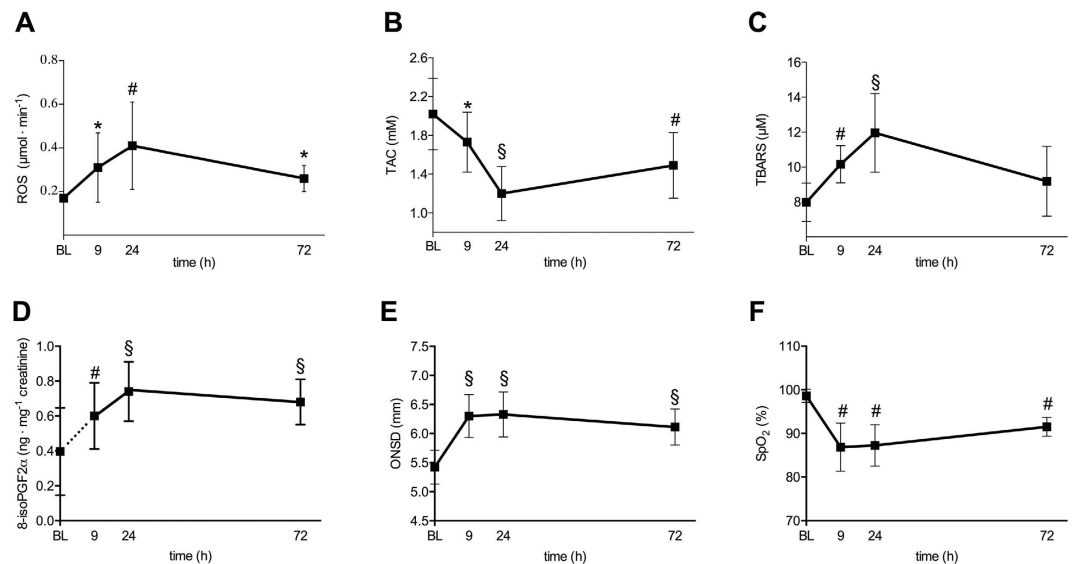 A
ROS (μmol · min-1)
0.8
0.6
0.4
0.2
*
#
*
BL 9 24 72
time (h)
B
TAC (mM)
2.6
2.2
1.8
1.4
1.0
*
§
#
BL 9 24 72
time (h)
C
TBARS (μM)
16
14
12
10
8
#
§
BL 9 24 72
time (h)
D
8-isoPGF2α (ng · mg-1 creatinine)
1.0
0.8
0.6
0.4
0.2
0.0
#
§
§
BL 9 24 72
time (h)
E
ONSD (mm)
7.5
7.0
6.5
6.0
5.5
5.0
4.5
§
§
§
BL 9 24 72
time (h)
F
SpO2 (%)
110
100
90
80
70
#
#
#
BL 9 24 72
time (h)